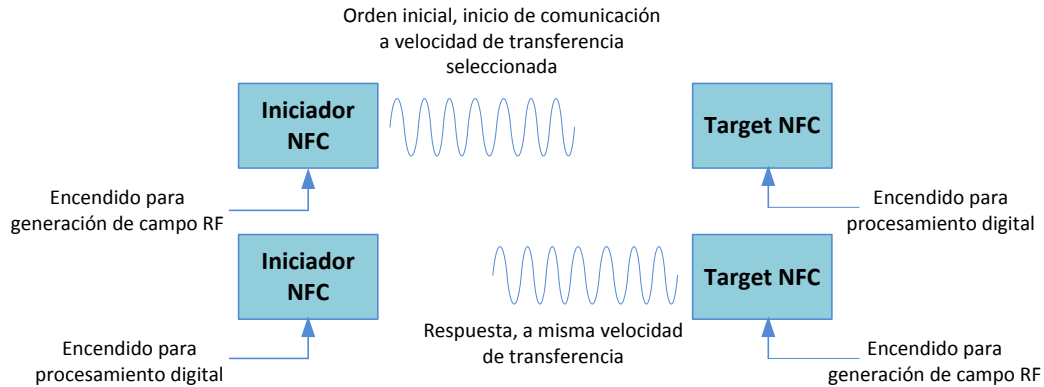 Orden inicial, inicio de comunicación
a velocidad de transferencia
seleccionada
Iniciador
NFC
Target NFC
Encendido para
generación de campo RF
Encendido para
procesamiento digital
Iniciador
NFC
Target NFC
Respuesta, a misma velocidad
de transferencia
Encendido para
procesamiento digital
Encendido para
generación de campo RF